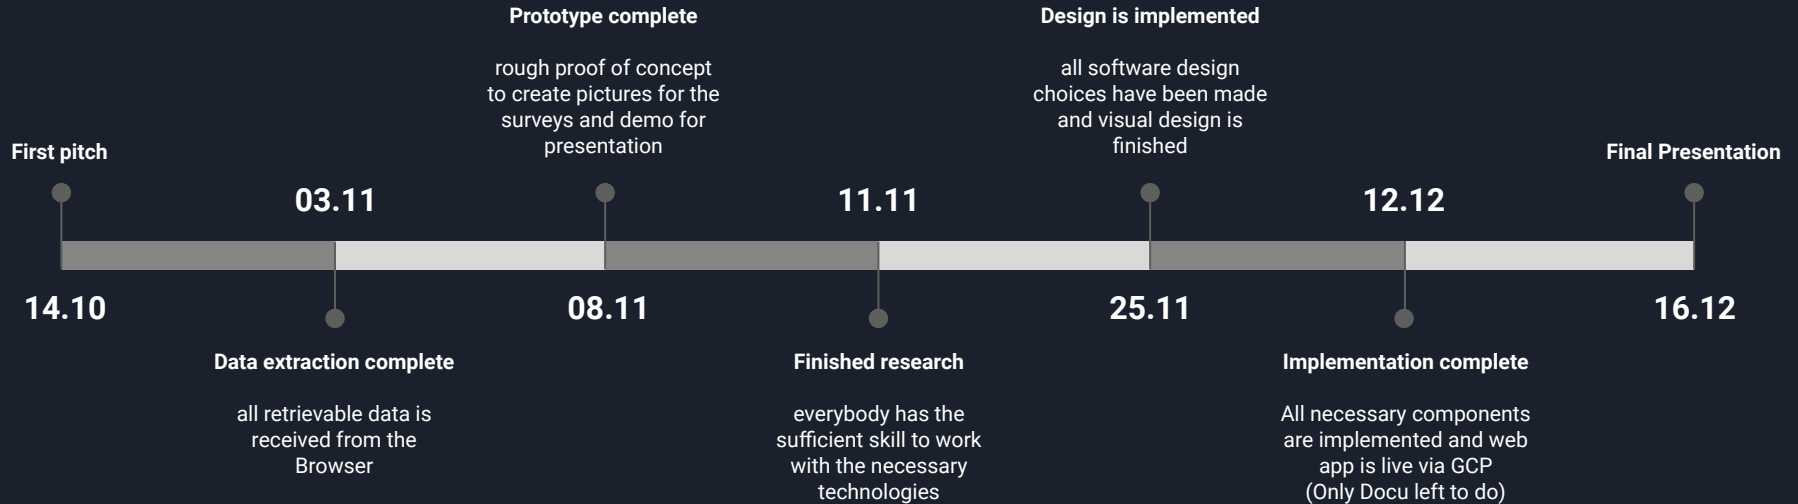 First pitch
14.10
03.11
Data extraction complete
all retrievable data is
received from the
Browser
Prototype complete
rough proof of concept
to create pictures for the
surveys and demo for
presentation
08.11
11.11
Finished research
everybody has the
sufficient skill to work
with the necessary
technologies
Design is implemented
all software design
choices have been made
and visual design is
finished
25.11
12.12
Implementation complete
All necessary components
are implemented and web
app is live via GCP
(Only Docu left to do)
Final Presentation
16.12